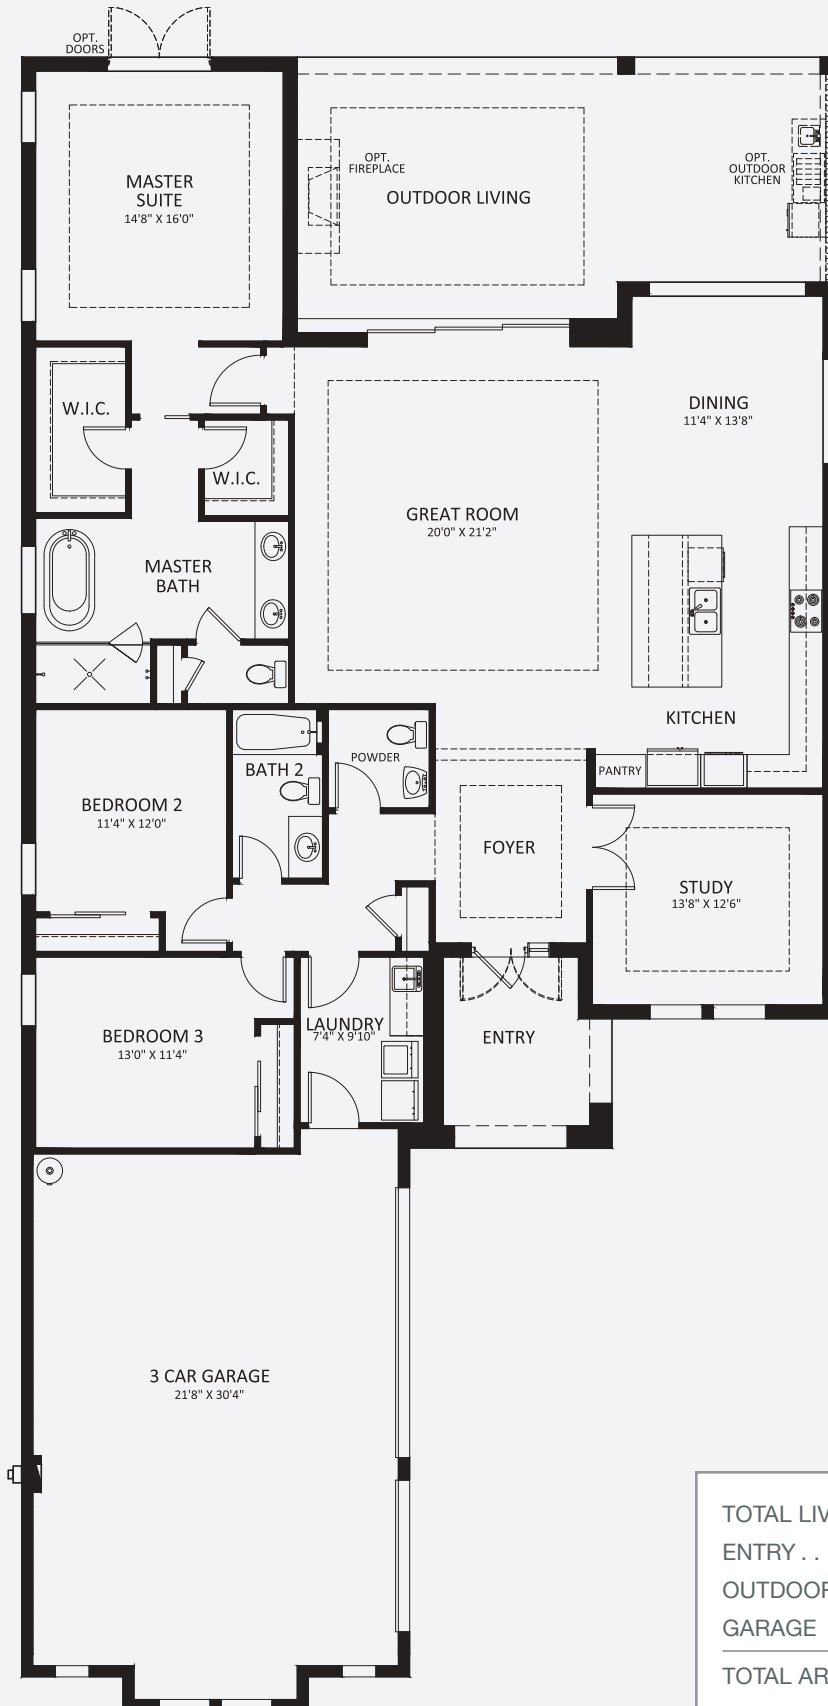 OPT.
DOORS
MASTER
SUITE
14'8" X 16'0"
OPT.
FIREPLACE
OUTDOOR LIVING
OPT.
OUTDOOR
KITCHEN
W.I.C.
W.I.C.
DINING
11'4" X 13'8"
GREAT ROOM
20'0" X 21'2"
MASTER
BATH
KITCHEN
PANTRY
BATH 2
POWDER
BEDROOM 2
11'4" X 12'0"
FOYER
STUDY
13'8" X 12'6"
BEDROOM 3
13'0" X 11'4"
LAUNDRY
7'4" X 9'10"
ENTRY
3 CAR GARAGE
21'8" X 30'4"
TOTAL LIV
ENTRY . .
OUTDOOR
GARAGE
TOTAL AR